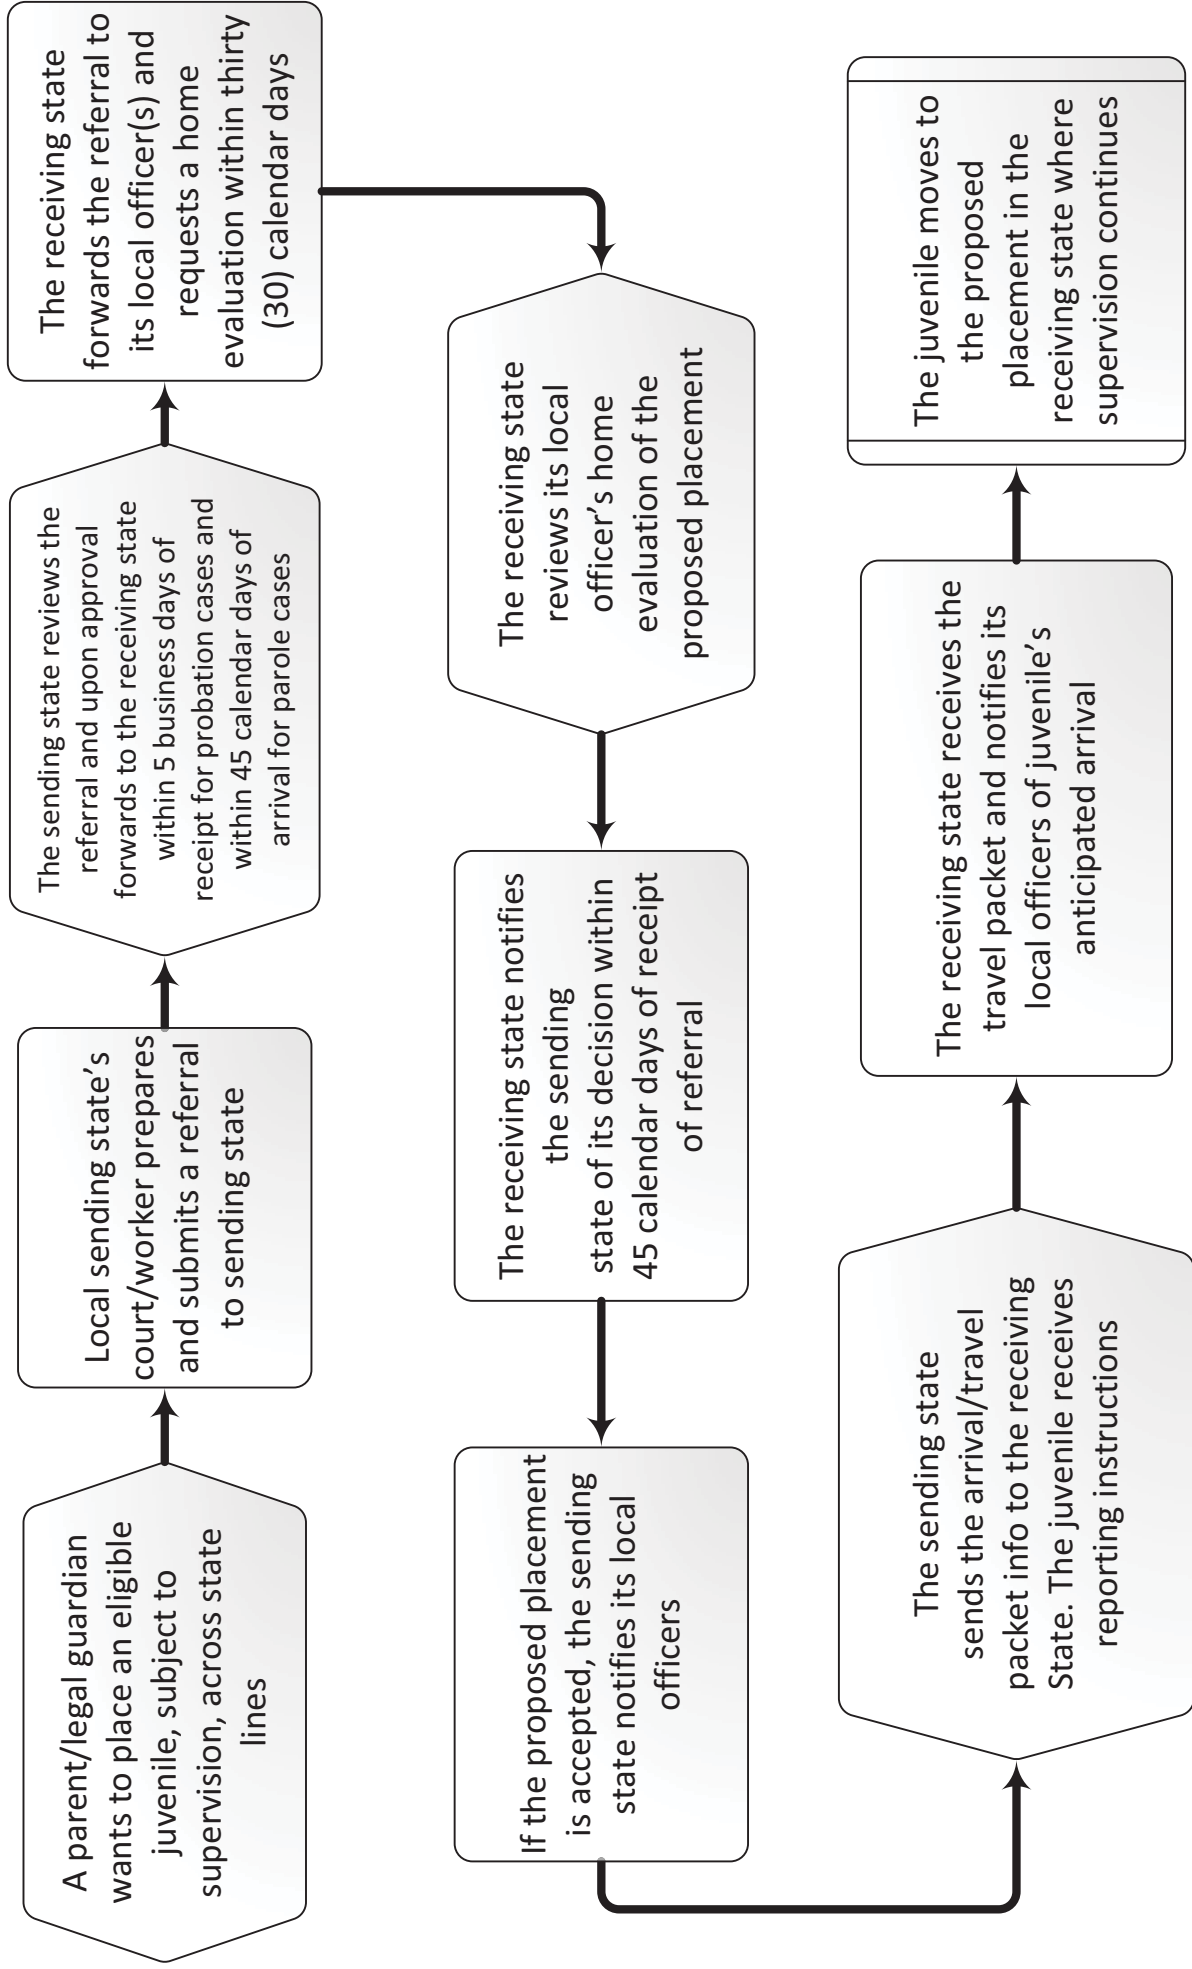 A parent/legal guardian
wants to place an eligible
juvenile, subject to
supervision, across state
lines
Local sending state’s
court/worker prepares
and submits a referral
to sending state
The sending state reviews the
referral and upon approval
forwards to the receiving state
within 5 business days of
receipt for probation cases and
within 45 calendar days of
arrival for parole cases
The receiving state
forwards the referral to
its local officer(s) and
requests a home
evaluation within thirty
(30) calendar days
The receiving state
reviews its local
officer’s home
evaluation of the
proposed placement
The receiving state notifies
the sending
state of its decision within
45 calendar days of receipt
of referral
If the proposed placement
is accepted, the sending
state notifies its local
officers
The sending state
sends the arrival/travel
packet info to the receiving
State. The juvenile receives
reporting instructions
The receiving state receives the
travel packet and notifies its
local officers of juvenile’s
anticipated arrival
The juvenile moves to
the proposed
placement in the
receiving state where
supervision continues